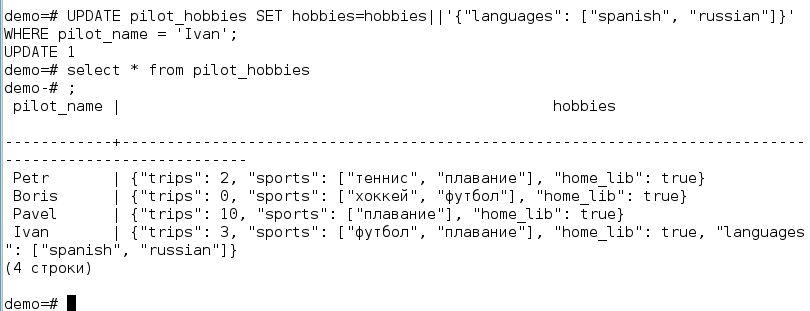 demo=# UPDATE pilot_hobbies SET hobbies=hobbies||'{"languages": ["spanish", "russian"]}'
WHERE pilot_name = 'Ivan';
UPDATE 1
demo=# select * from pilot_hobbies
demo-# ;
pilot_name | hobbies
------------+----------------------------------------------------------------------------
---------------------------
Petr | {"trips": 2, "sports": ["теннис", "плавание"], "home_lib": true}
Boris | {"trips": 0, "sports": ["хоккей", "футбол"], "home_lib": true}
Pavel | {"trips": 10, "sports": ["плавание"], "home_lib": true}
Ivan | {"trips": 3, "sports": ["футбол", "плавание"], "home_lib": true, "languages
": ["spanish", "russian"]}
(4 строки)
demo=#